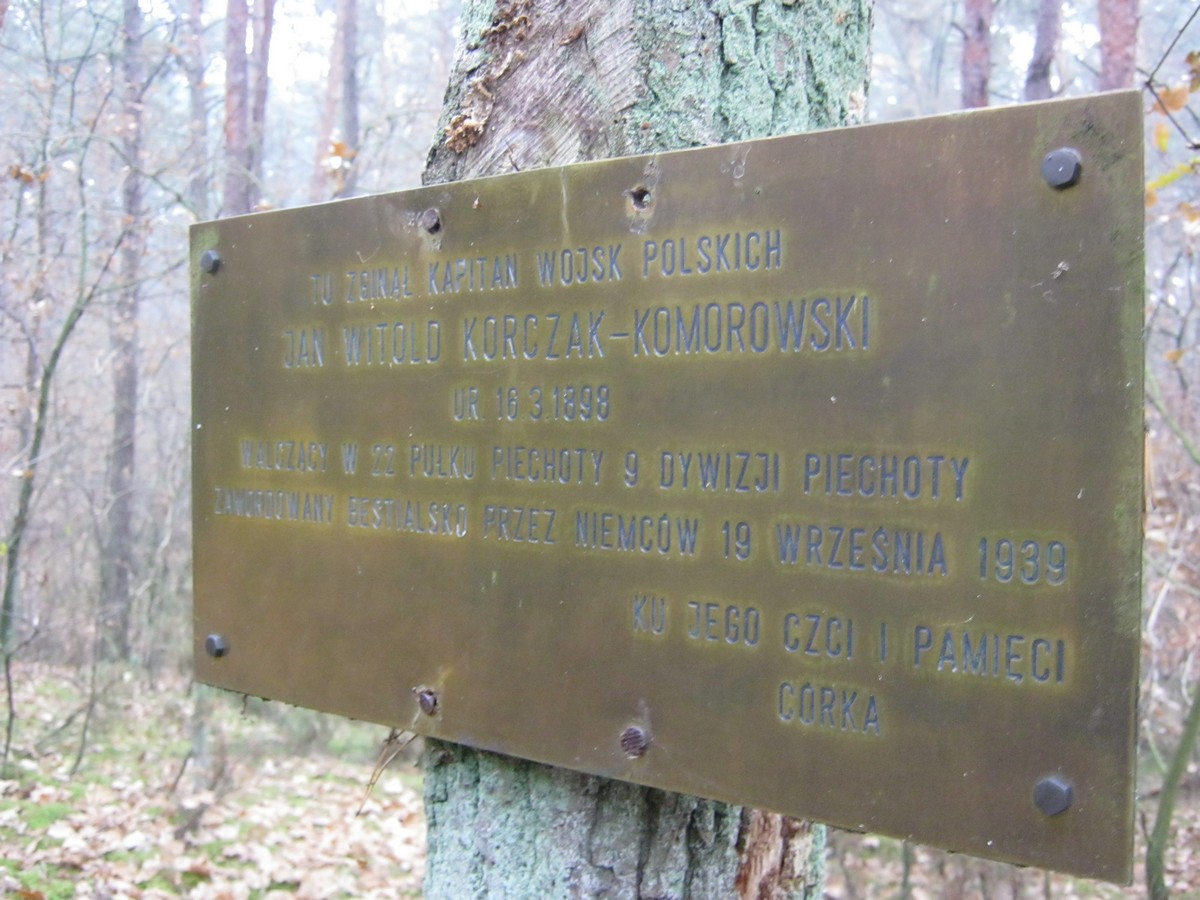 TU ZGINĄŁ KAPITAN WOJSK POLSKICH
JAN WITOLD KORCZAK-KOMOROWSKI
UR. 16.3.1898
WALCZĄCY W 22 PUŁKU PIECHOTY 9 DYWIZJI PIECHOTY
ZAMORDOWANY BESTIALSKO PRZEZ NIEMCÓW 19 WRZEŚNIA 1939
KU JEGO CZCI I PAMIĘCI
CÓRKA